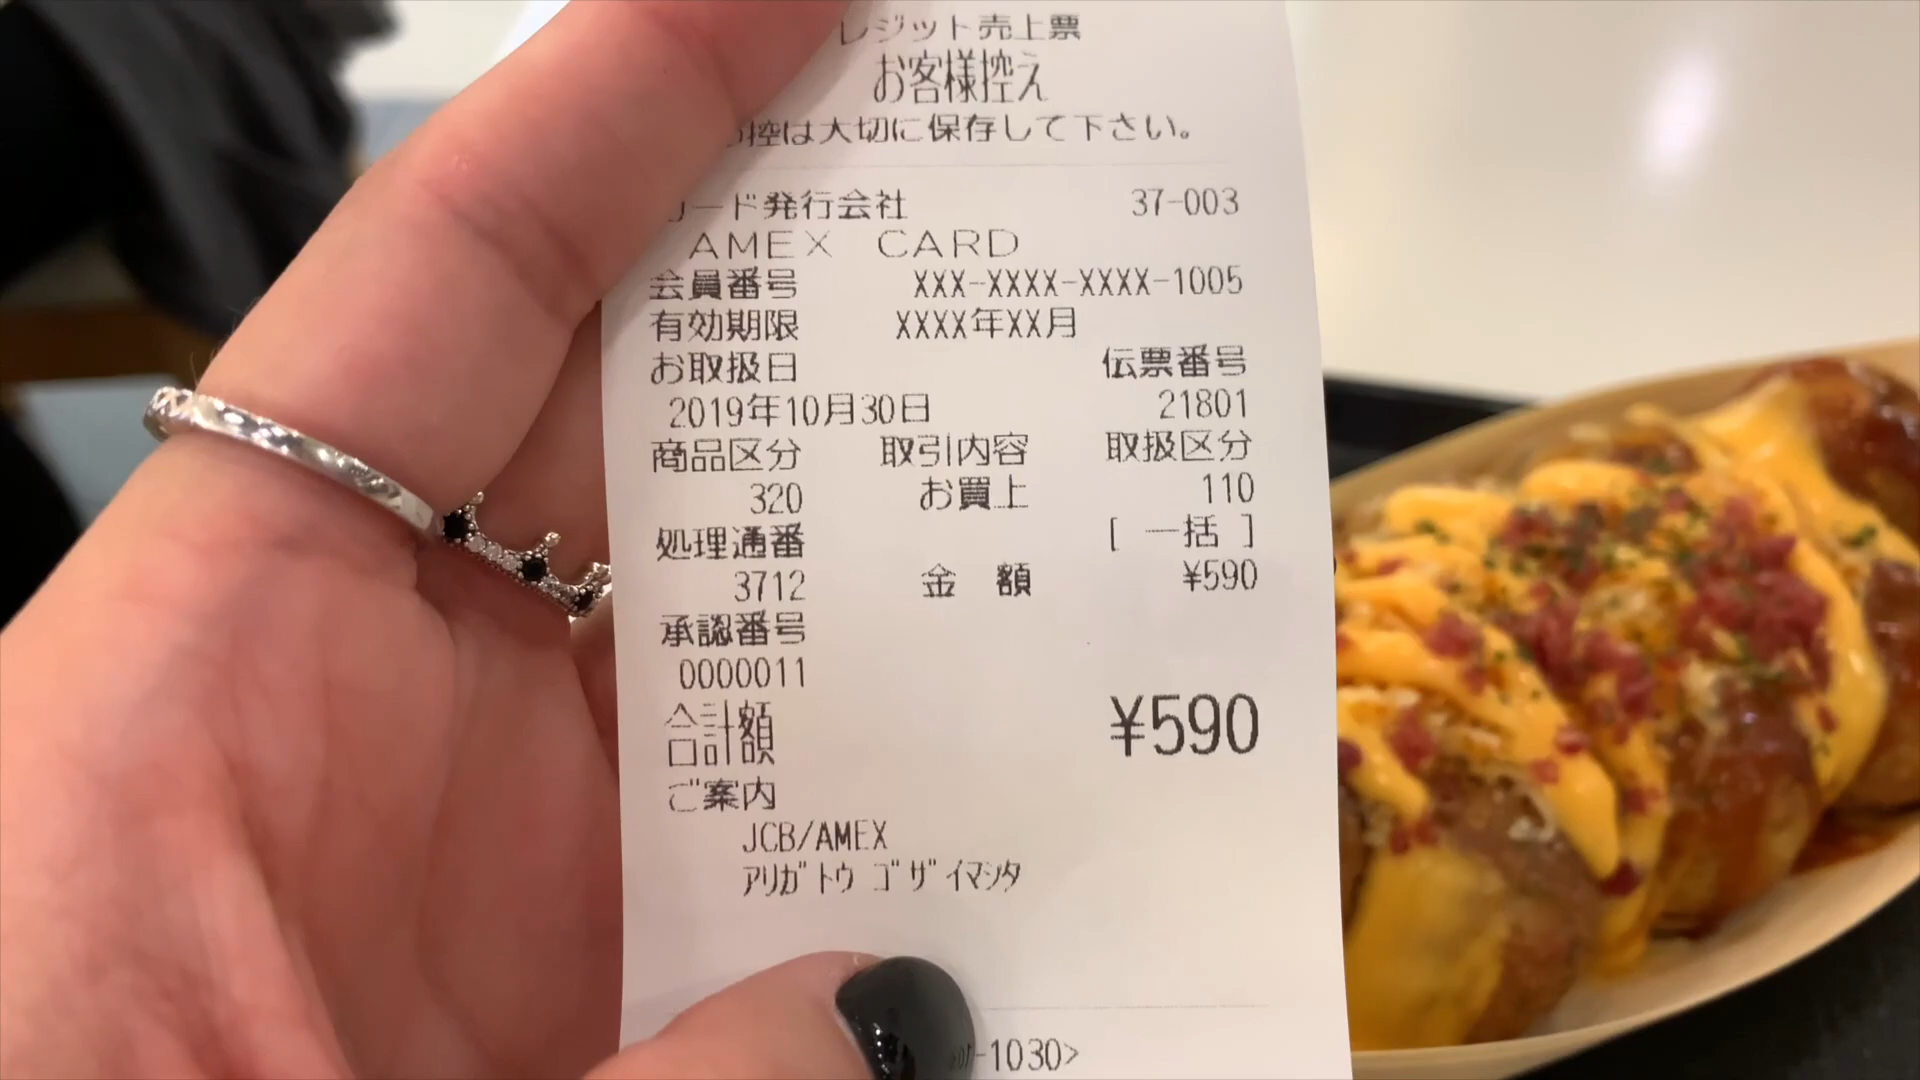 レジット売上票
お客様控え
控は大切に保存して下さい。
カード発行会社 37-003
AMEX CARD
会員番号 XXX-XXXX-XXXX-1005
有効期限 XXXX年XX月
お取扱日 伝票番号
2019年10月30日 21801
商品区分 取引内容 取扱区分
320 お買上 110
処理通番 [ 一括 ]
3712 金 額 ¥590
承認番号
0000011
合計額 ¥590
ご案内
JCB/AMEX
アリガトウ ゴザイマシタ
-1030>